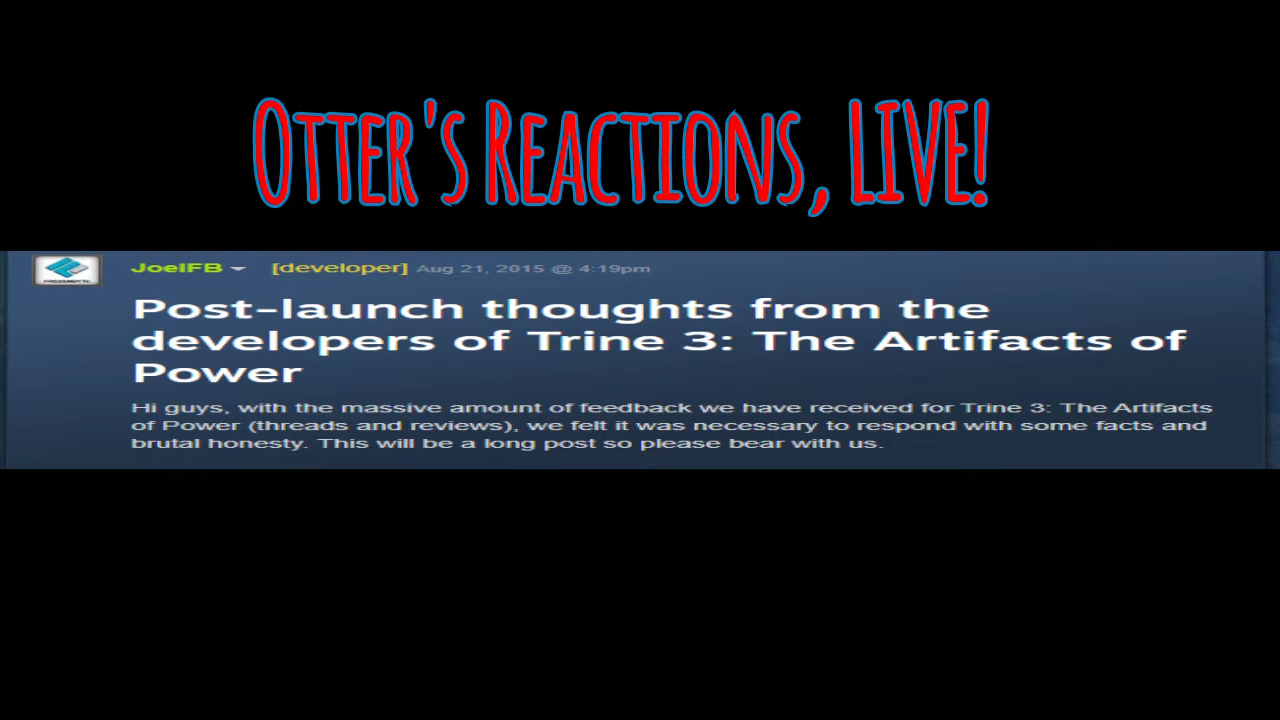 Otter's Reactions, LIVE!
JoelFB [developer] Aug 21, 2015 @ 4:19pm
Post-launch thoughts from the
developers of Trine 3: The Artifacts of
Power
Hi guys, with the massive amount of feedback we have received for Trine 3: The Artifacts
of Power (threads and reviews), we felt it was necessary to respond with some facts and
brutal honesty. This will be a long post so please bear with us.